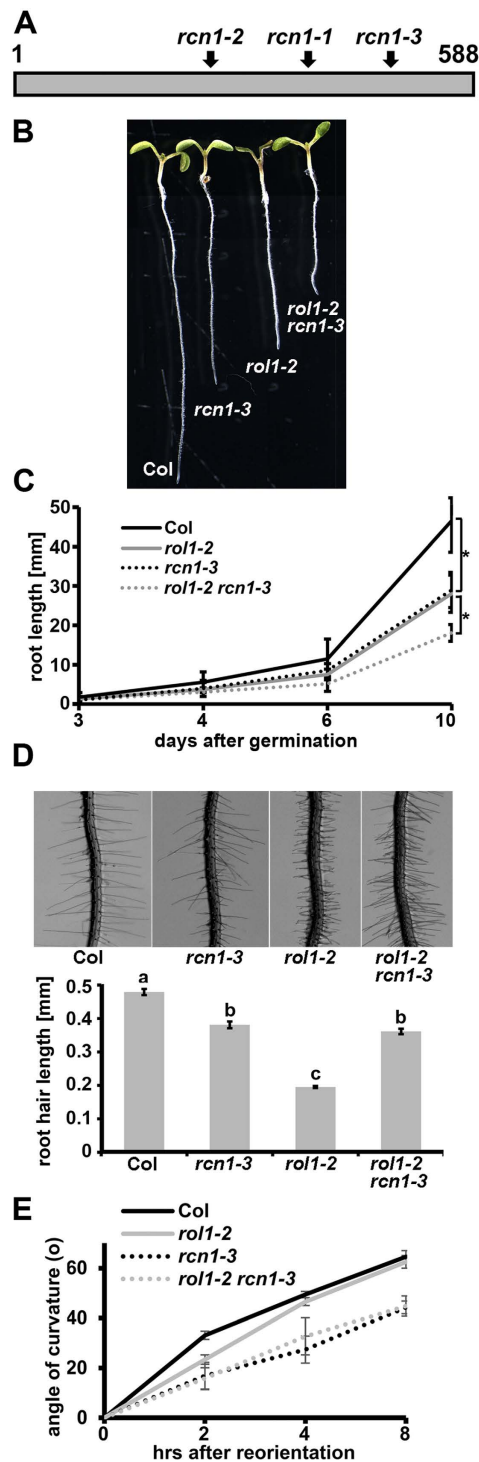 A
rcn1-2 rcn1-1 rcn1-3
1 588
B
rol1-2
rcn1-3
rol1-2
rcn1-3
Col
C
50
40
30
20
10
0
root length [mm]
Col
rol1-2
rcn1-3
rol1-2 rcn1-3
*
*
3 4 6 10
days after germination
D
Col rcn1-3 rol1-2 rol1-2
rcn1-3
0.5
0.4
0.3
0.2
0.1
0
root hair length [mm]
a b c b
Col rcn1-3 rol1-2 rol1-2
rcn1-3
E
Col
rol1-2
rcn1-3
rol1-2 rcn1-3
angle of curvature (o)
60
40
20
0
0 2 4 8
hrs after reorientation